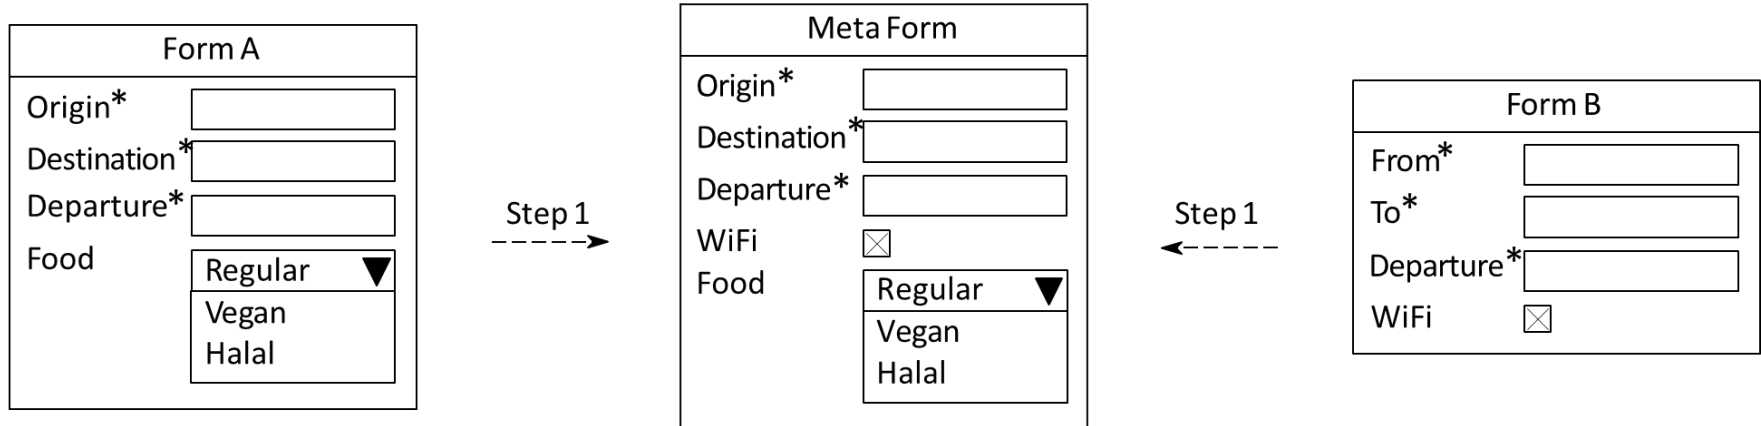 Form A
Origin*
Destination*
Departure*
Food
Regular
Vegan
Halal
Step 1
Meta Form
Origin*
Destination*
Departure*
WiFi
Food
Regular
Vegan
Halal
Step 1
Form B
From*
To*
Departure*
WiFi